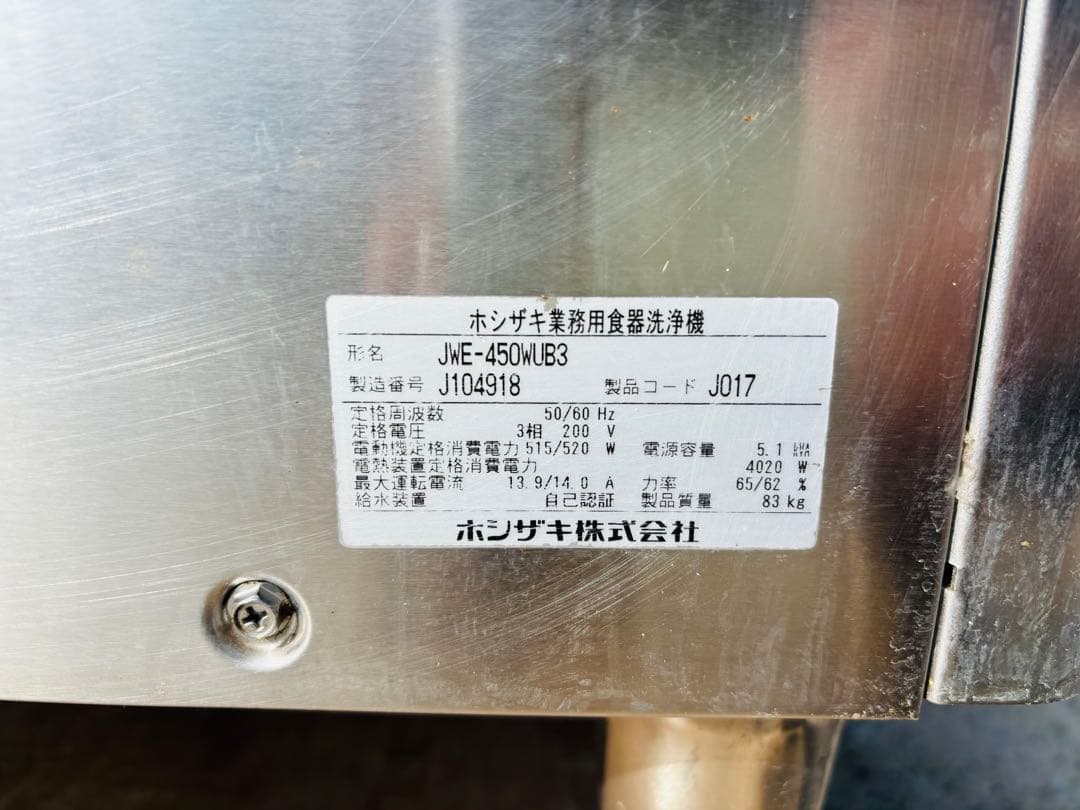 ホシザキ業務用食器洗浄機
形名 JWE-450WUB3
製造番号 J104918 製品コード J017
定格周波数 50/60 Hz
定格電圧 3相 200 V
電動機定格消費電力 515/520 W 電源容量 5.1 kVA
電熱装置定格消費電力 4020 W
最大運転電流 13.9/14.0 A 力率 65/62 %
給水装置 自己認証 製品質量 83 kg
ホシザキ株式会社